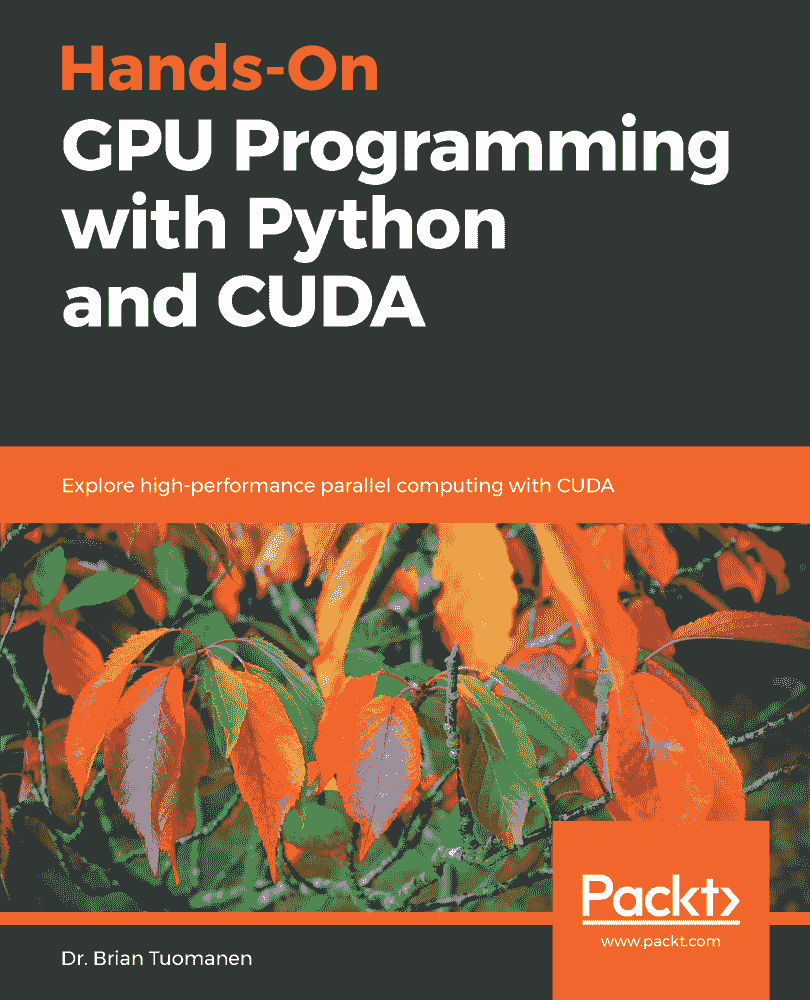 Hands-On
GPU Programming
with Python
and CUDA
Explore high-performance parallel computing with CUDA
Packt>
www.packt.com
Dr. Brian Tuomanen